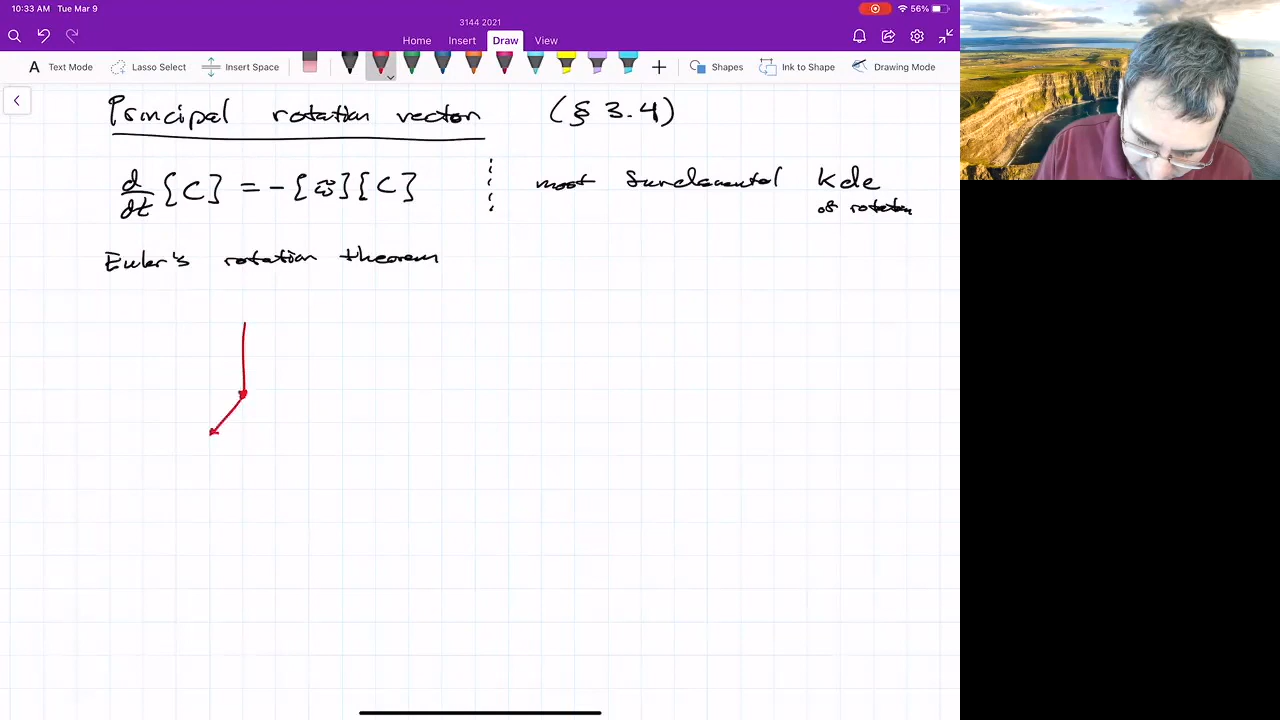 10:33 AM Tue Mar 9
56%
3144 2021
Home Insert Draw View
A Text Mode Lasso Select Insert Space Shapes Ink to Shape Drawing Mode
Principal rotation vector (§ 3.4)
d/dt [C] = -[ω̃][C] most fundamental Kde
of rotation
Euler's rotation theorem